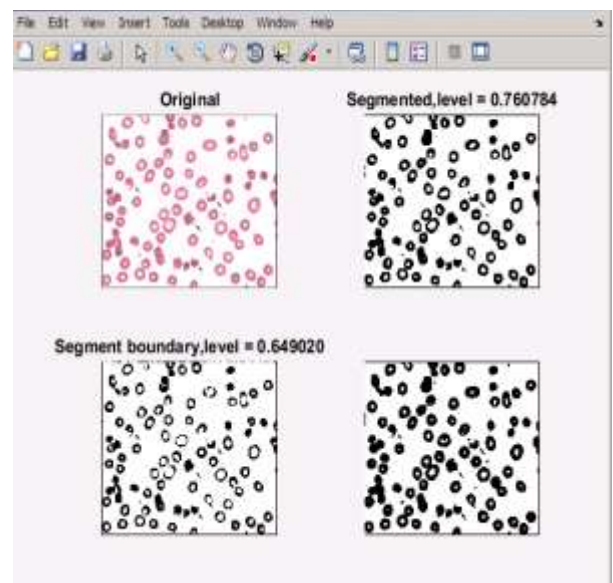 File Edit View Insert Tools Desktop Window Help
Original
Segmented,level = 0.760784
Segment boundary,level = 0.649020